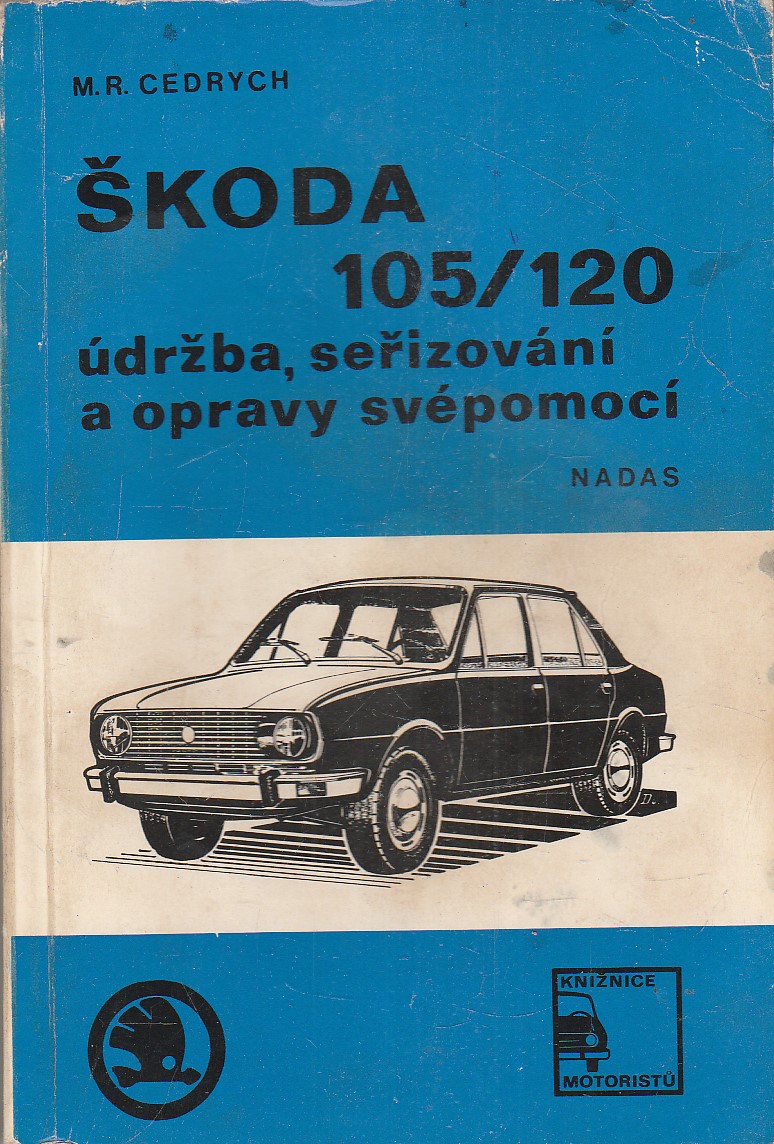 M.R. CEDRYCH
ŠKODA
105/120
údržba, seřizování
a opravy svépomocí
NADAS
KNIŽNICE
MOTORISTŮ